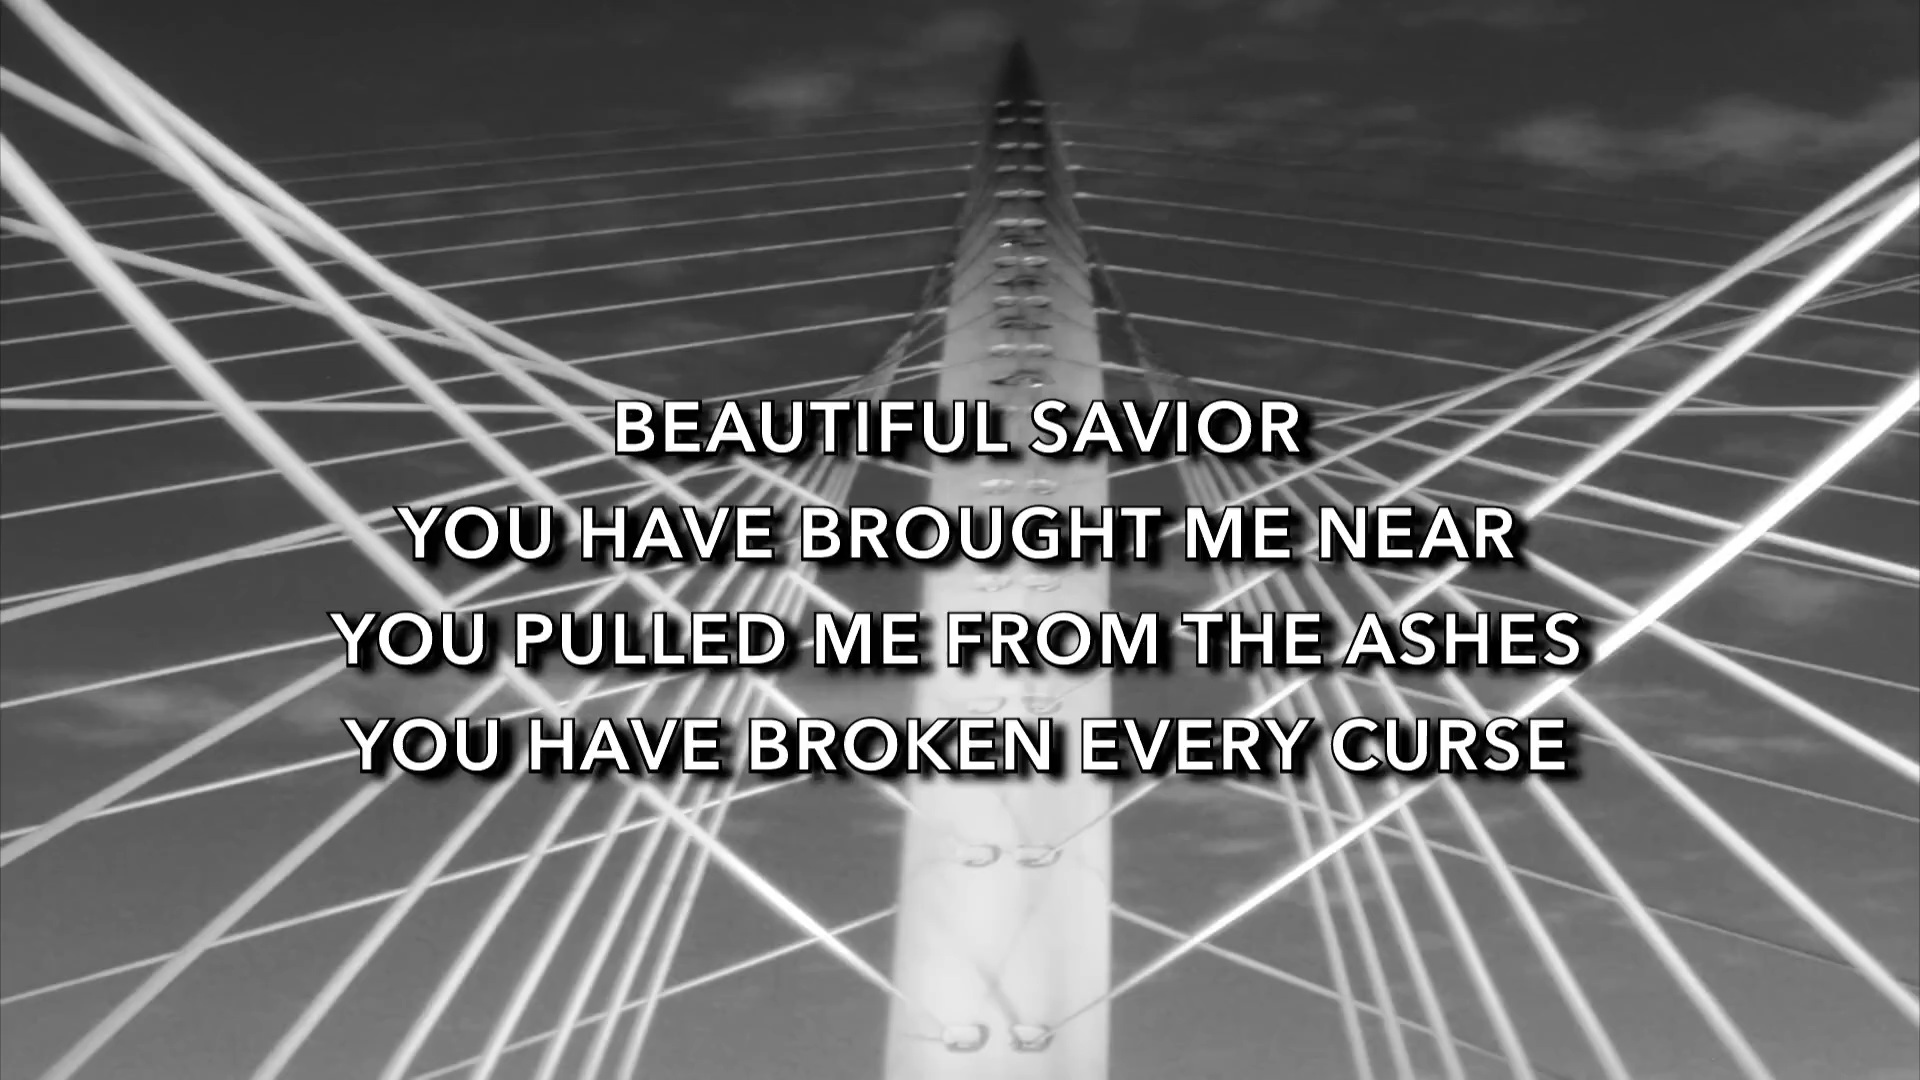 BEAUTIFUL SAVIOR
YOU HAVE BROUGHT ME NEAR
YOU PULLED ME FROM THE ASHES
YOU HAVE BROKEN EVERY CURSE